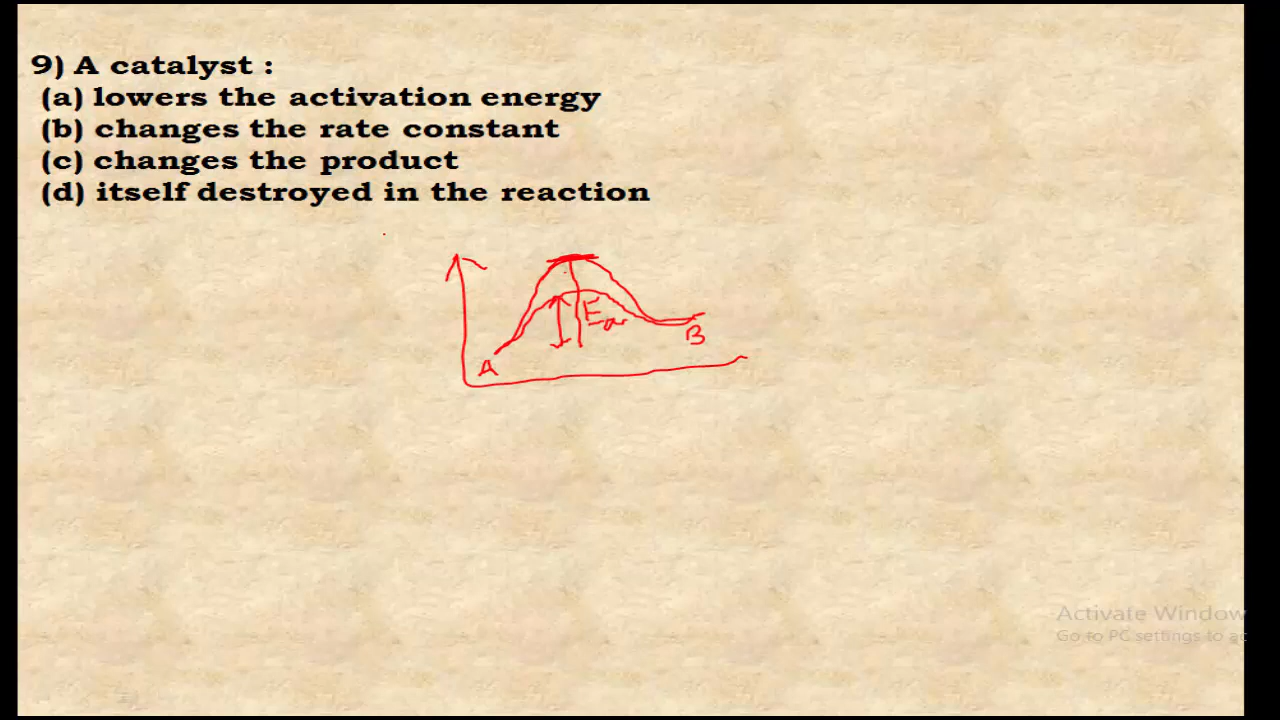 9) A catalyst :
(a) lowers the activation energy
(b) changes the rate constant
(c) changes the product
(d) itself destroyed in the reaction
Ea
A
B
Activate Window
Go to PC settings to ac